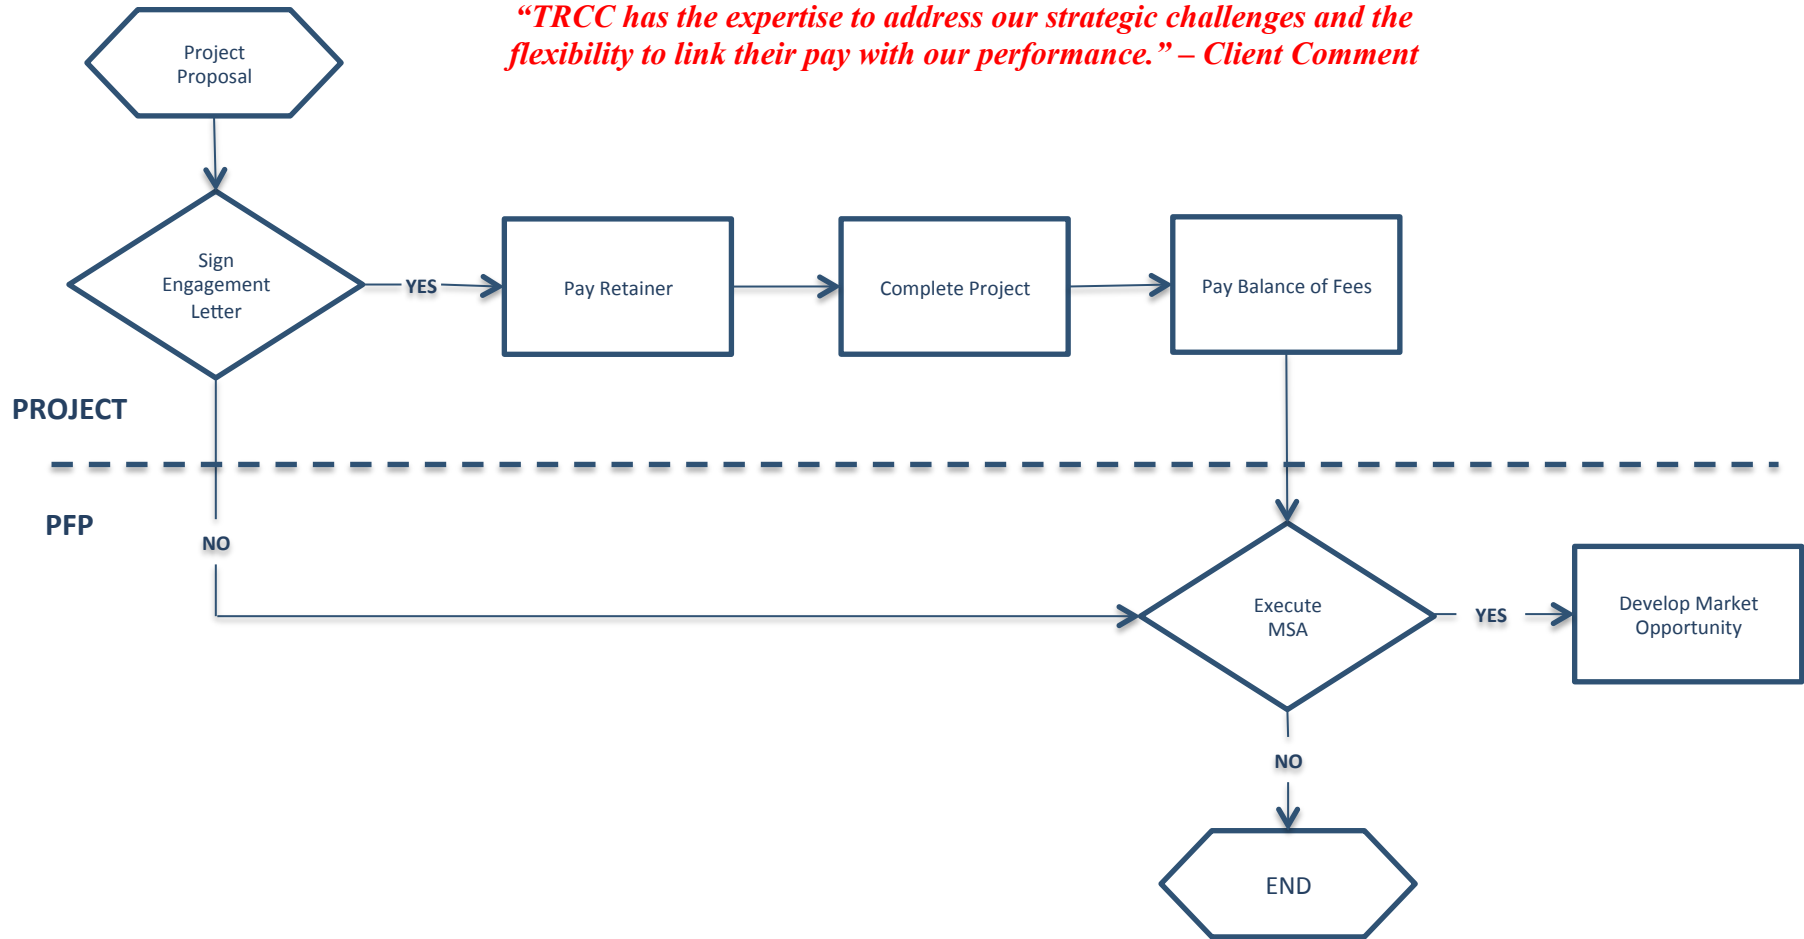 “TRCC has the expertise to address our strategic challenges and the
flexibility to link their pay with our performance.” – Client Comment
Project
Proposal
Sign
Engagement
Letter
YES
Pay Retainer
Complete Project
Pay Balance of Fees
PROJECT
PFP
NO
Execute
MSA
YES
Develop Market
Opportunity
NO
END